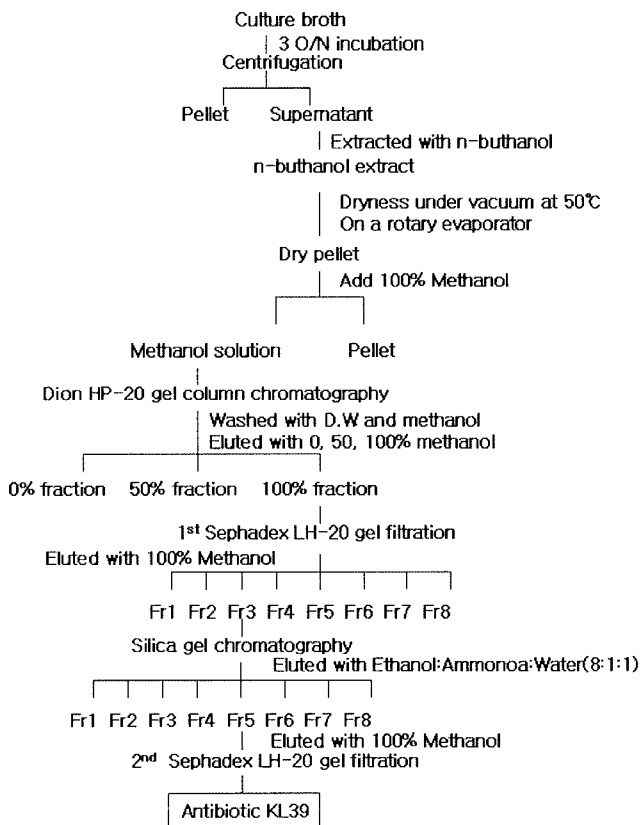 Culture broth
3 O/N incubation
Centrifugation
Pellet Supernatant
Extracted with n-buthanol
n-buthanol extract
Dryness under vacuum at 50℃
On a rotary evaporator
Dry pellet
Add 100% Methanol
Methanol solution Pellet
Dion HP-20 gel column chromatography
Washed with D.W and methanol
Eluted with 0, 50, 100% methanol
0% fraction 50% fraction 100% fraction
1st Sephadex LH-20 gel filtration
Eluted with 100% Methanol
Fr1 Fr2 Fr3 Fr4 Fr5 Fr6 Fr7 Fr8
Silica gel chromatography
Eluted with Ethanol:Ammonoa:Water(8:1:1)
Fr1 Fr2 Fr3 Fr4 Fr5 Fr6 Fr7 Fr8
Eluted with 100% Methanol
2nd Sephadex LH-20 gel filtration
Antibiotic KL39